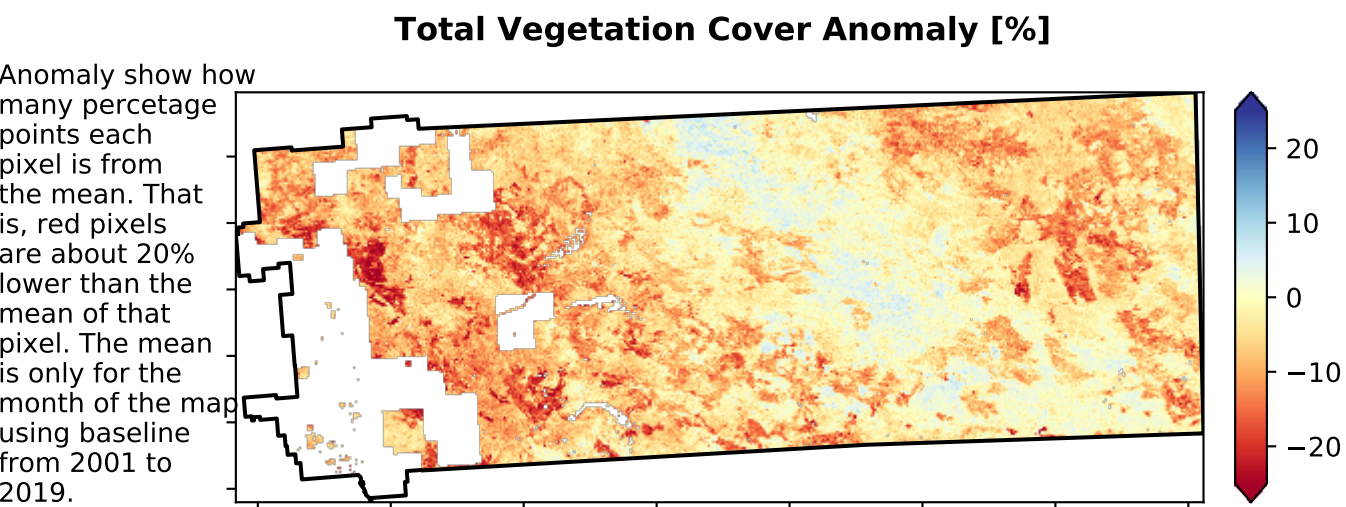 Total Vegetation Cover Anomaly [%]
Anomaly show how
many percetage
points each
pixel is from
the mean. That
is, red pixels
are about 20%
lower than the
mean of that
pixel. The mean
is only for the
month of the map
using baseline
from 2001 to
2019.
20
10
0
−10
−20